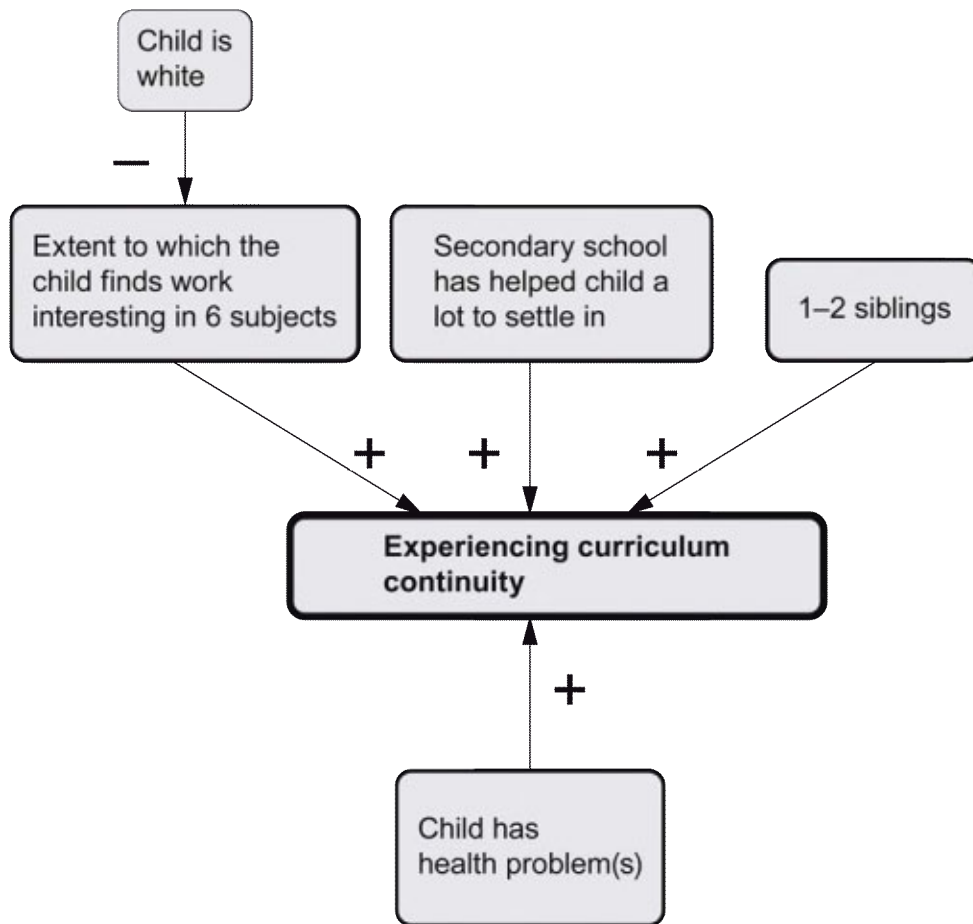 Child is
white
−
Extent to which the
child finds work
interesting in 6 subjects
Secondary school
has helped child a
lot to settle in
1–2 siblings
+
+
+
Experiencing curriculum
continuity
+
Child has
health problem(s)